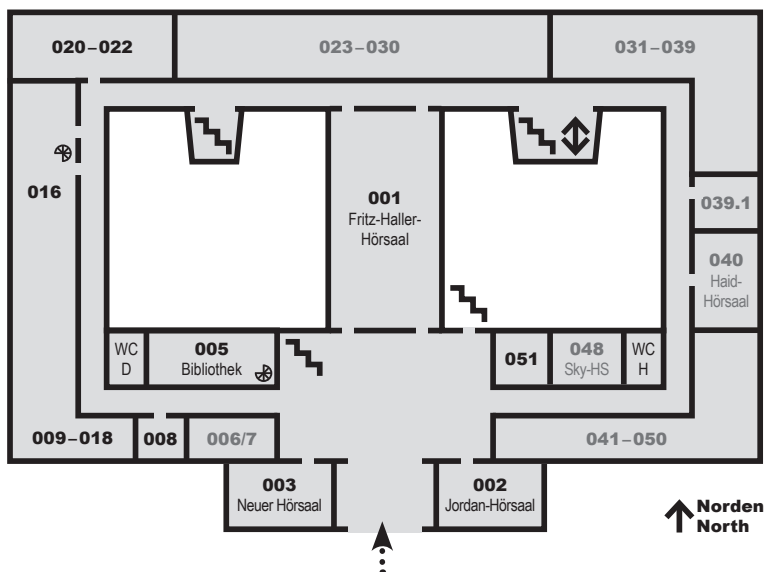 020–022
023–030
031–039
016
001
Fritz-Haller-
Hörsaal
039.1
040
Haid-
Hörsaal
WC
D
005
Bibliothek
051
048
Sky-HS
WC
H
009–018
008
006/7
041–050
003
Neuer Hörsaal
002
Jordan-Hörsaal
Norden
North